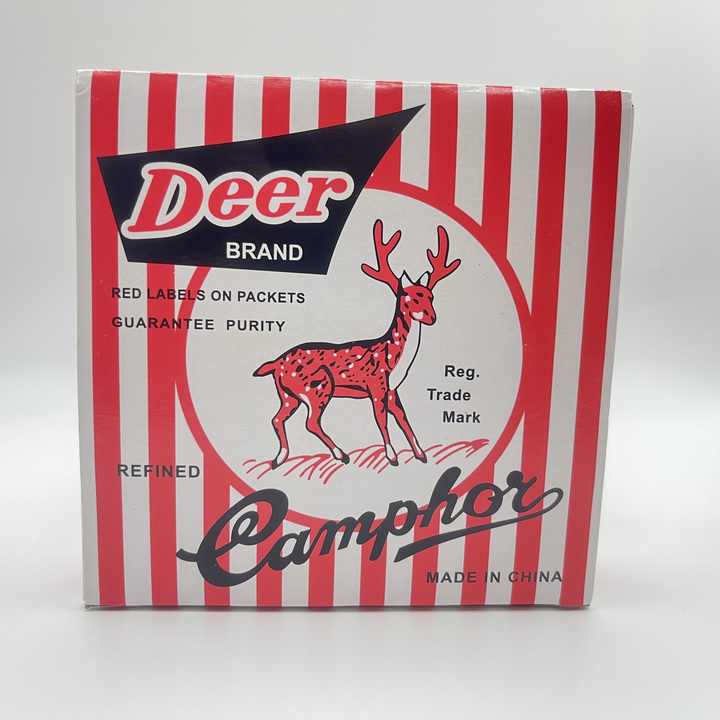 Deer
BRAND
RED LABELS ON PACKETS
GUARANTEE PURITY
Reg.
Trade
Mark
REFINED
Camphor
MADE IN CHINA